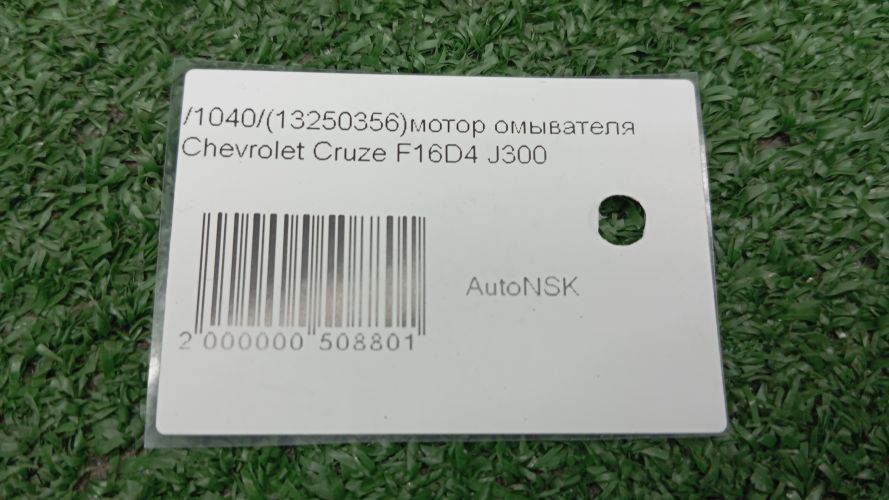 /1040/(13250356)мотор омывателя
Chevrolet Cruze F16D4 J300
AutoNSK
2 000000 508801